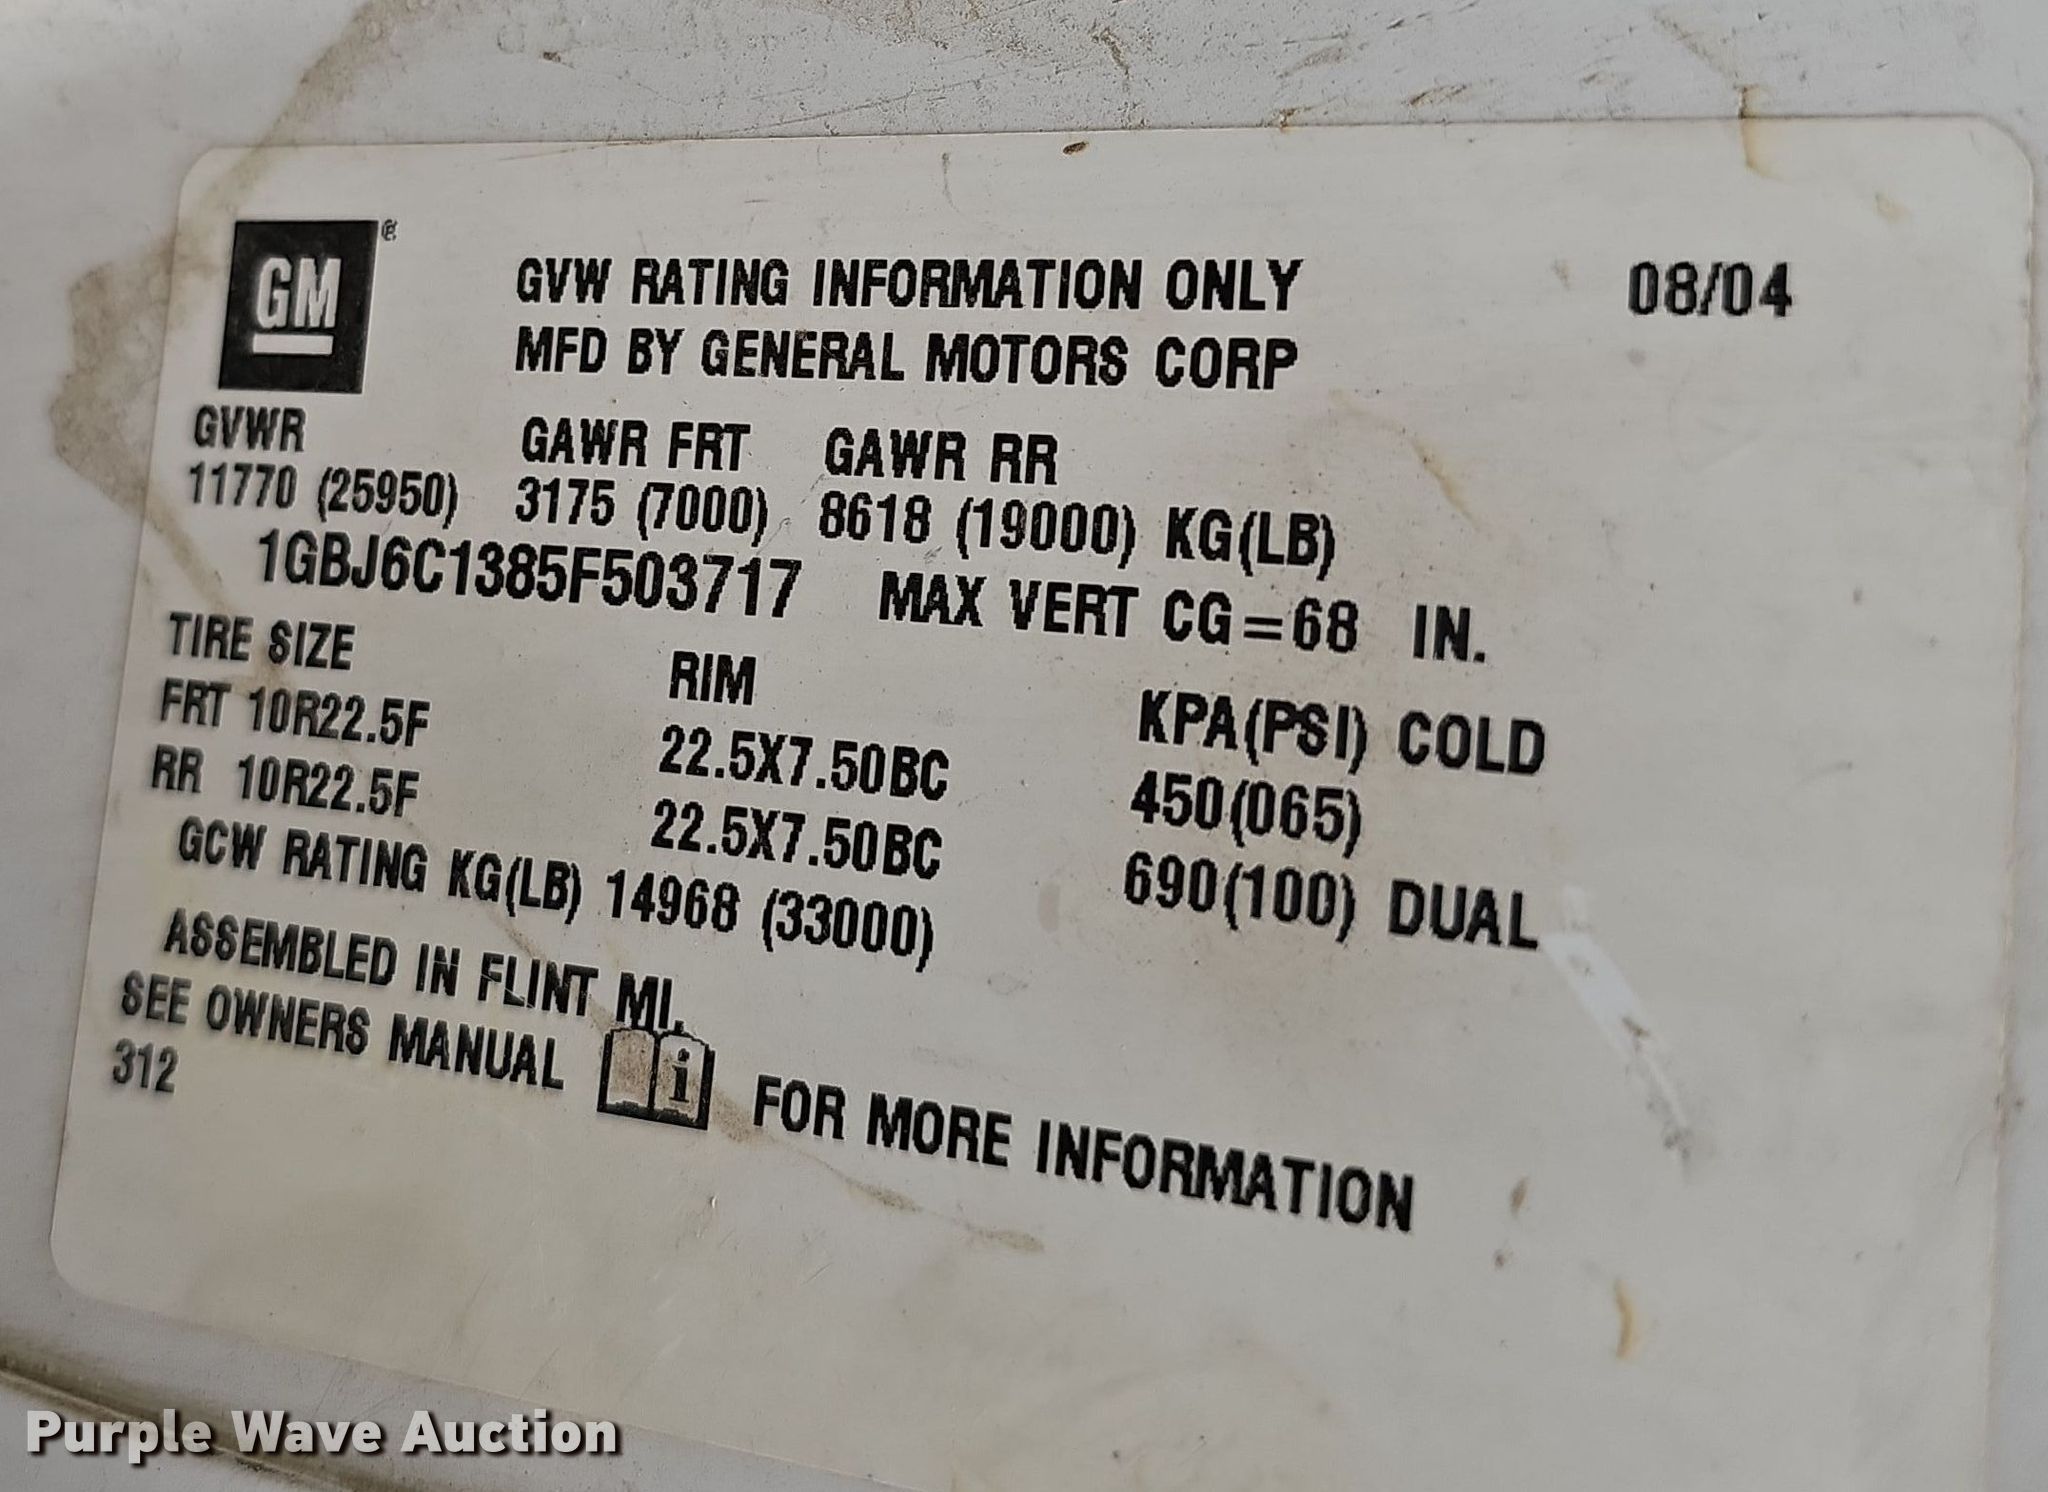 GM
GVW RATING INFORMATION ONLY 08/04
MFD BY GENERAL MOTORS CORP
GVWR GAWR FRT GAWR RR
11770 (25950) 3175 (7000) 8618 (19000) KG(LB)
1GBJ6C1385F503717 MAX VERT CG=68 IN.
TIRE SIZE RIM KPA(PSI) COLD
FRT 10R22.5F 22.5X7.50BC 450(065)
RR 10R22.5F 22.5X7.50BC 690(100) DUAL
GCW RATING KG(LB) 14968 (33000)
ASSEMBLED IN FLINT MI.
SEE OWNERS MANUAL i FOR MORE INFORMATION
312
Purple Wave Auction